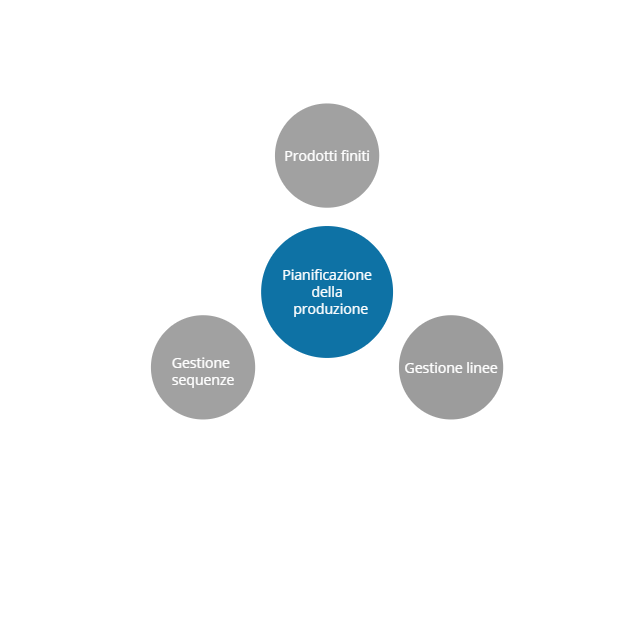 Prodotti finiti
Pianificazione
della
produzione
Gestione
sequenze
Gestione linee